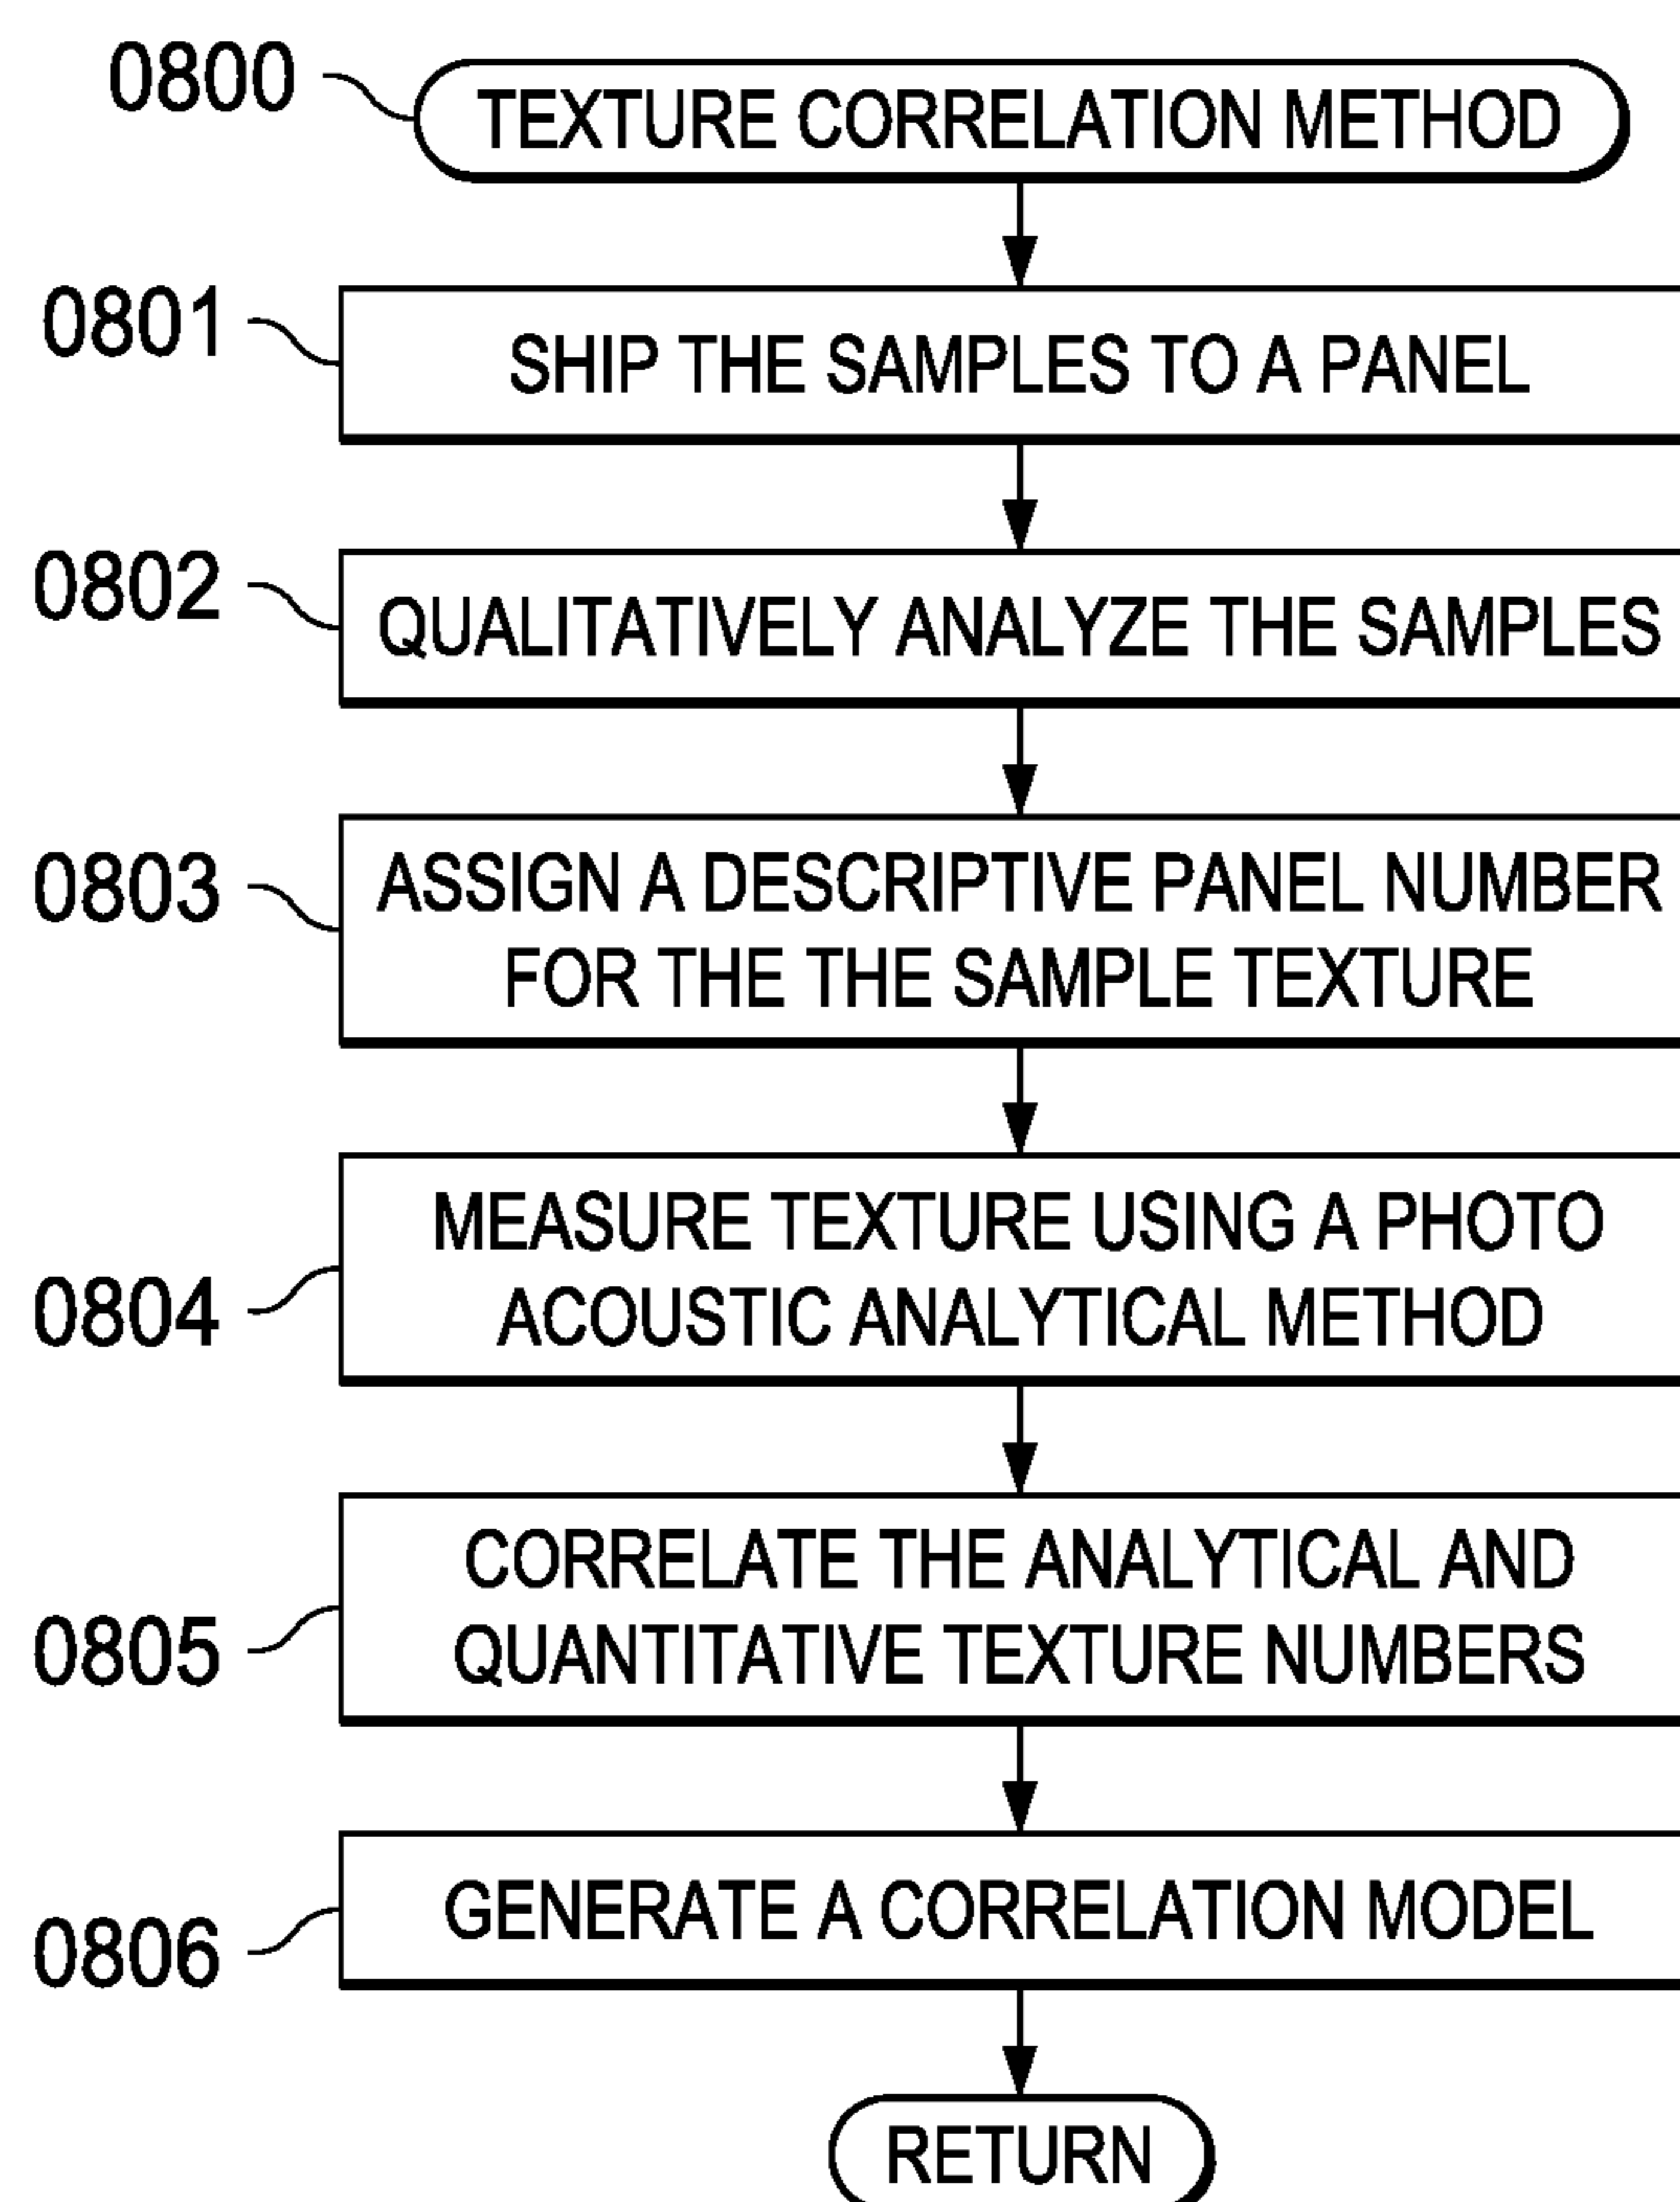 0800
TEXTURE CORRELATION METHOD
0801
SHIP THE SAMPLES TO A PANEL
0802
QUALITATIVELY ANALYZE THE SAMPLES
0803
ASSIGN A DESCRIPTIVE PANEL NUMBER
FOR THE THE SAMPLE TEXTURE
0804
MEASURE TEXTURE USING A PHOTO
ACOUSTIC ANALYTICAL METHOD
0805
CORRELATE THE ANALYTICAL AND
QUANTITATIVE TEXTURE NUMBERS
0806
GENERATE A CORRELATION MODEL
RETURN